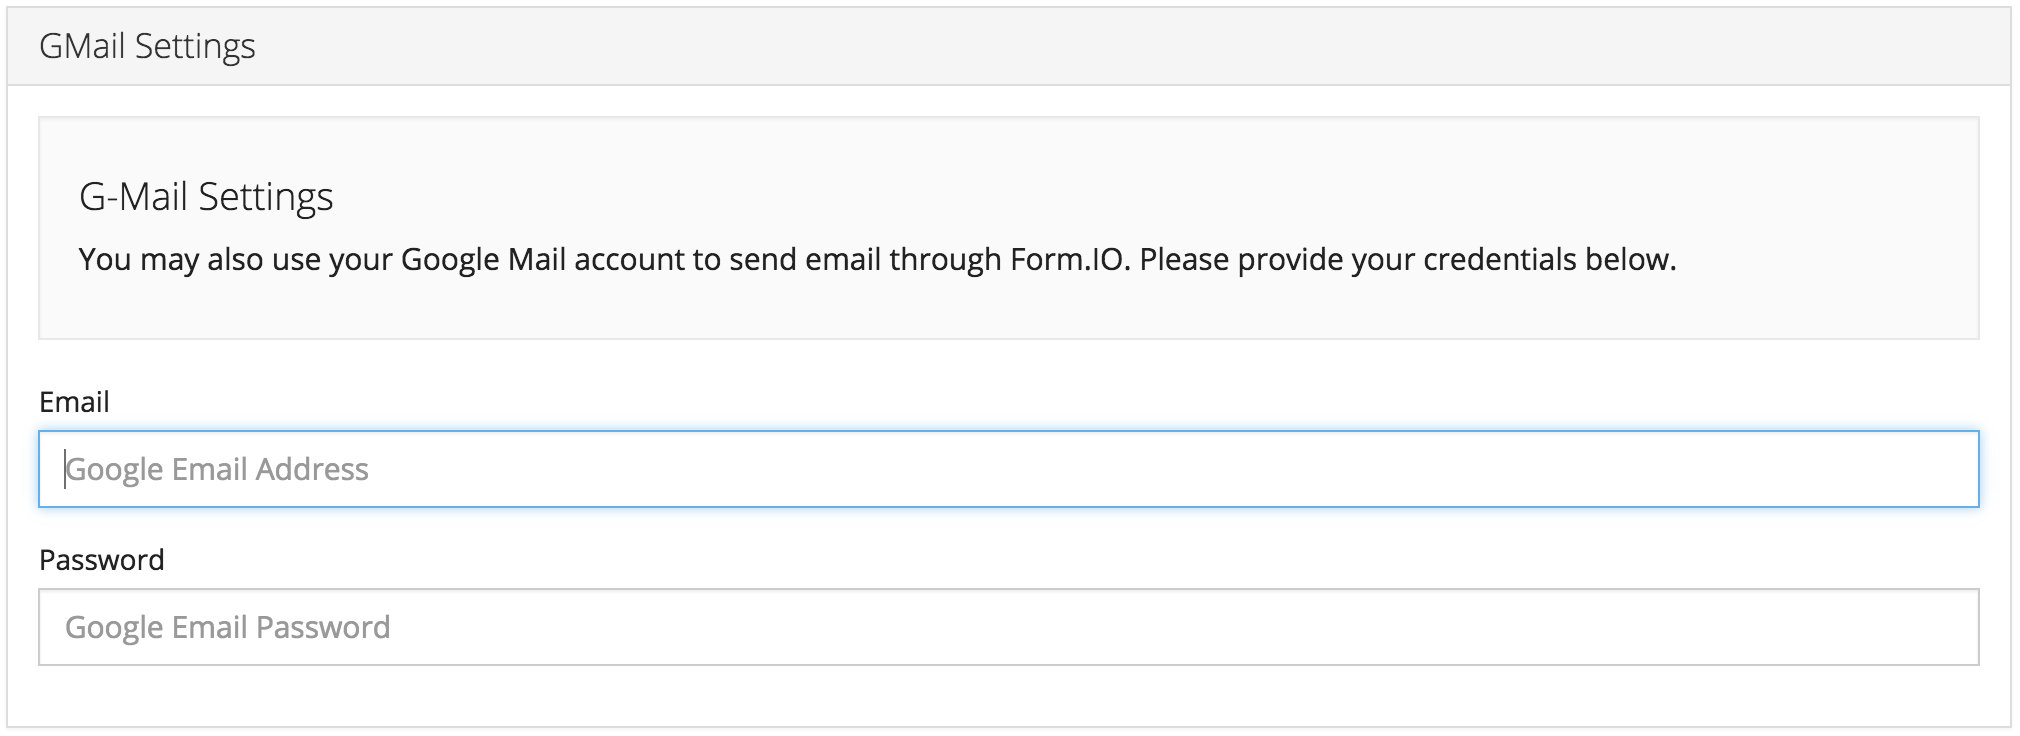 GMail Settings
G-Mail Settings
You may also use your Google Mail account to send email through Form.IO. Please provide your credentials below.
Email
Google Email Address
Password
Google Email Password